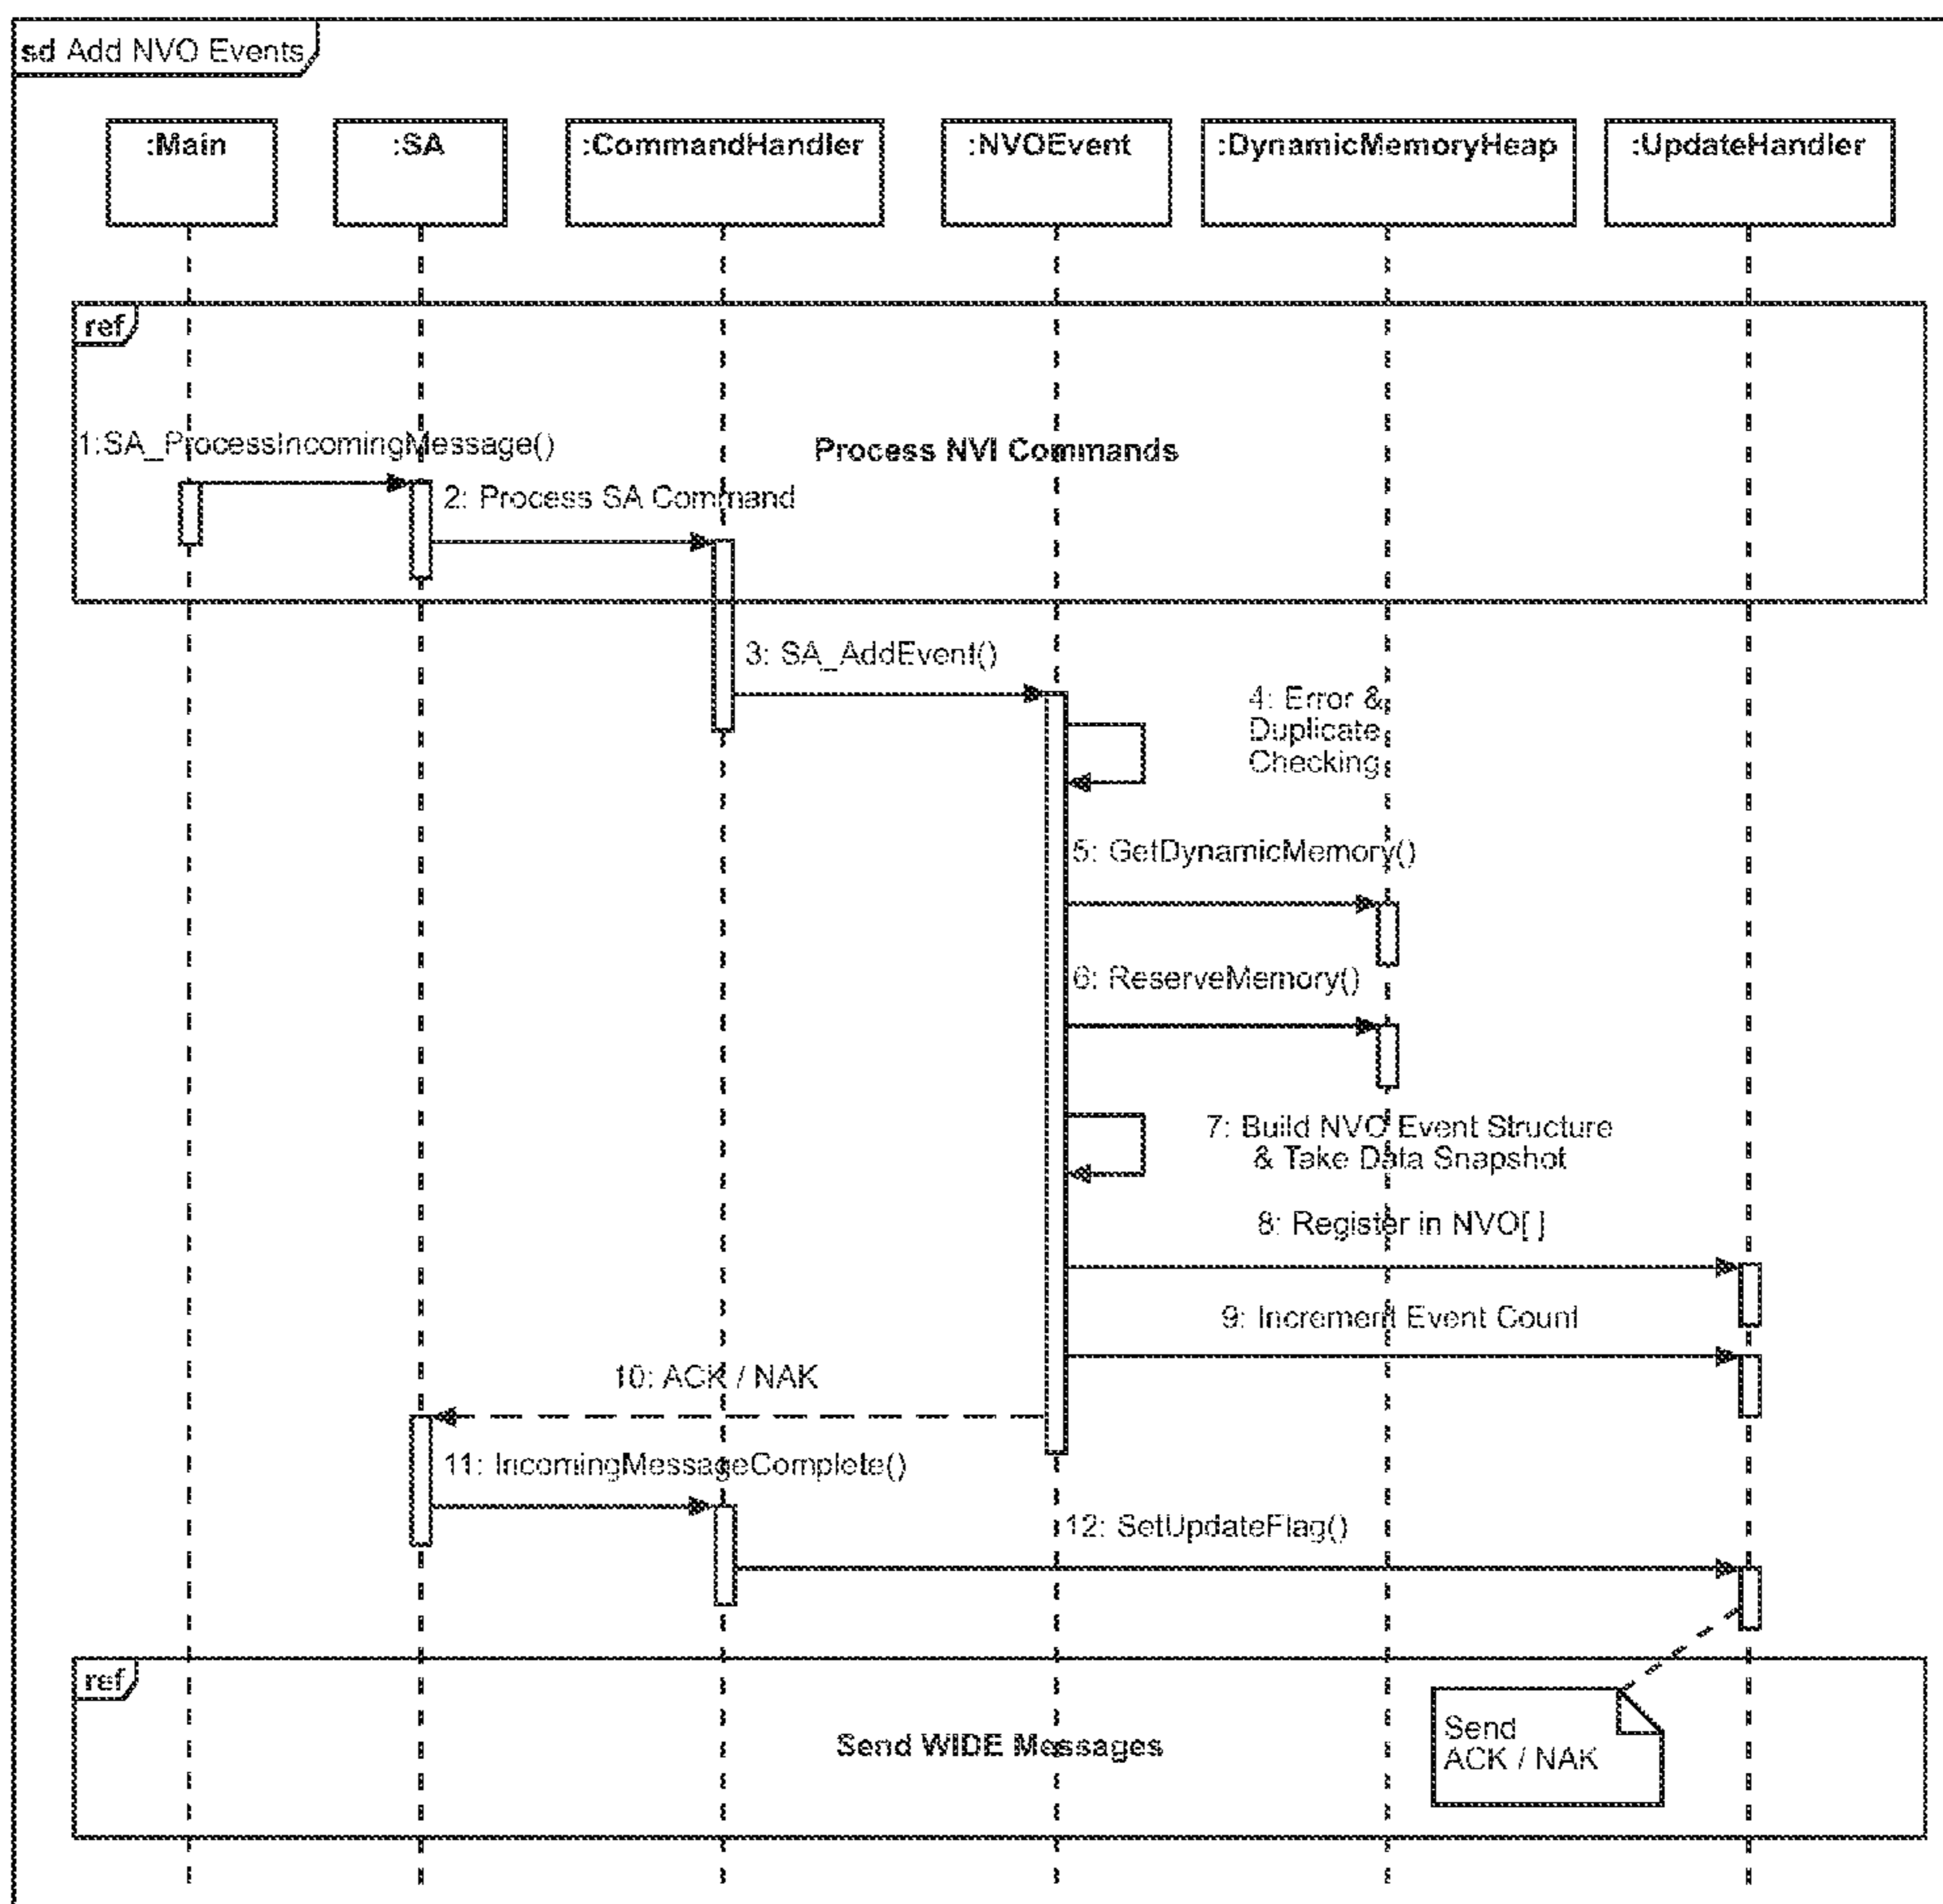 sd Add NVO Events
:Main
:SA
:CommandHandler
:NVOEvent
:DynamicMemoryHeap
:UpdateHandler
ref
1:SA_ProcessIncomingMessage()
Process NVI Commands
2: Process SA Command
3: SA_AddEvent()
4: Error &
Duplicate
Checking
5: GetDynamicMemory()
6: ReserveMemory()
7: Build NVO Event Structure
& Take Data Snapshot
8: Register in NVO[ ]
9: Increment Event Count
10: ACK / NAK
11: IncomingMessageComplete()
12: SetUpdateFlag()
ref
Send WIDE Messages
Send
ACK / NAK